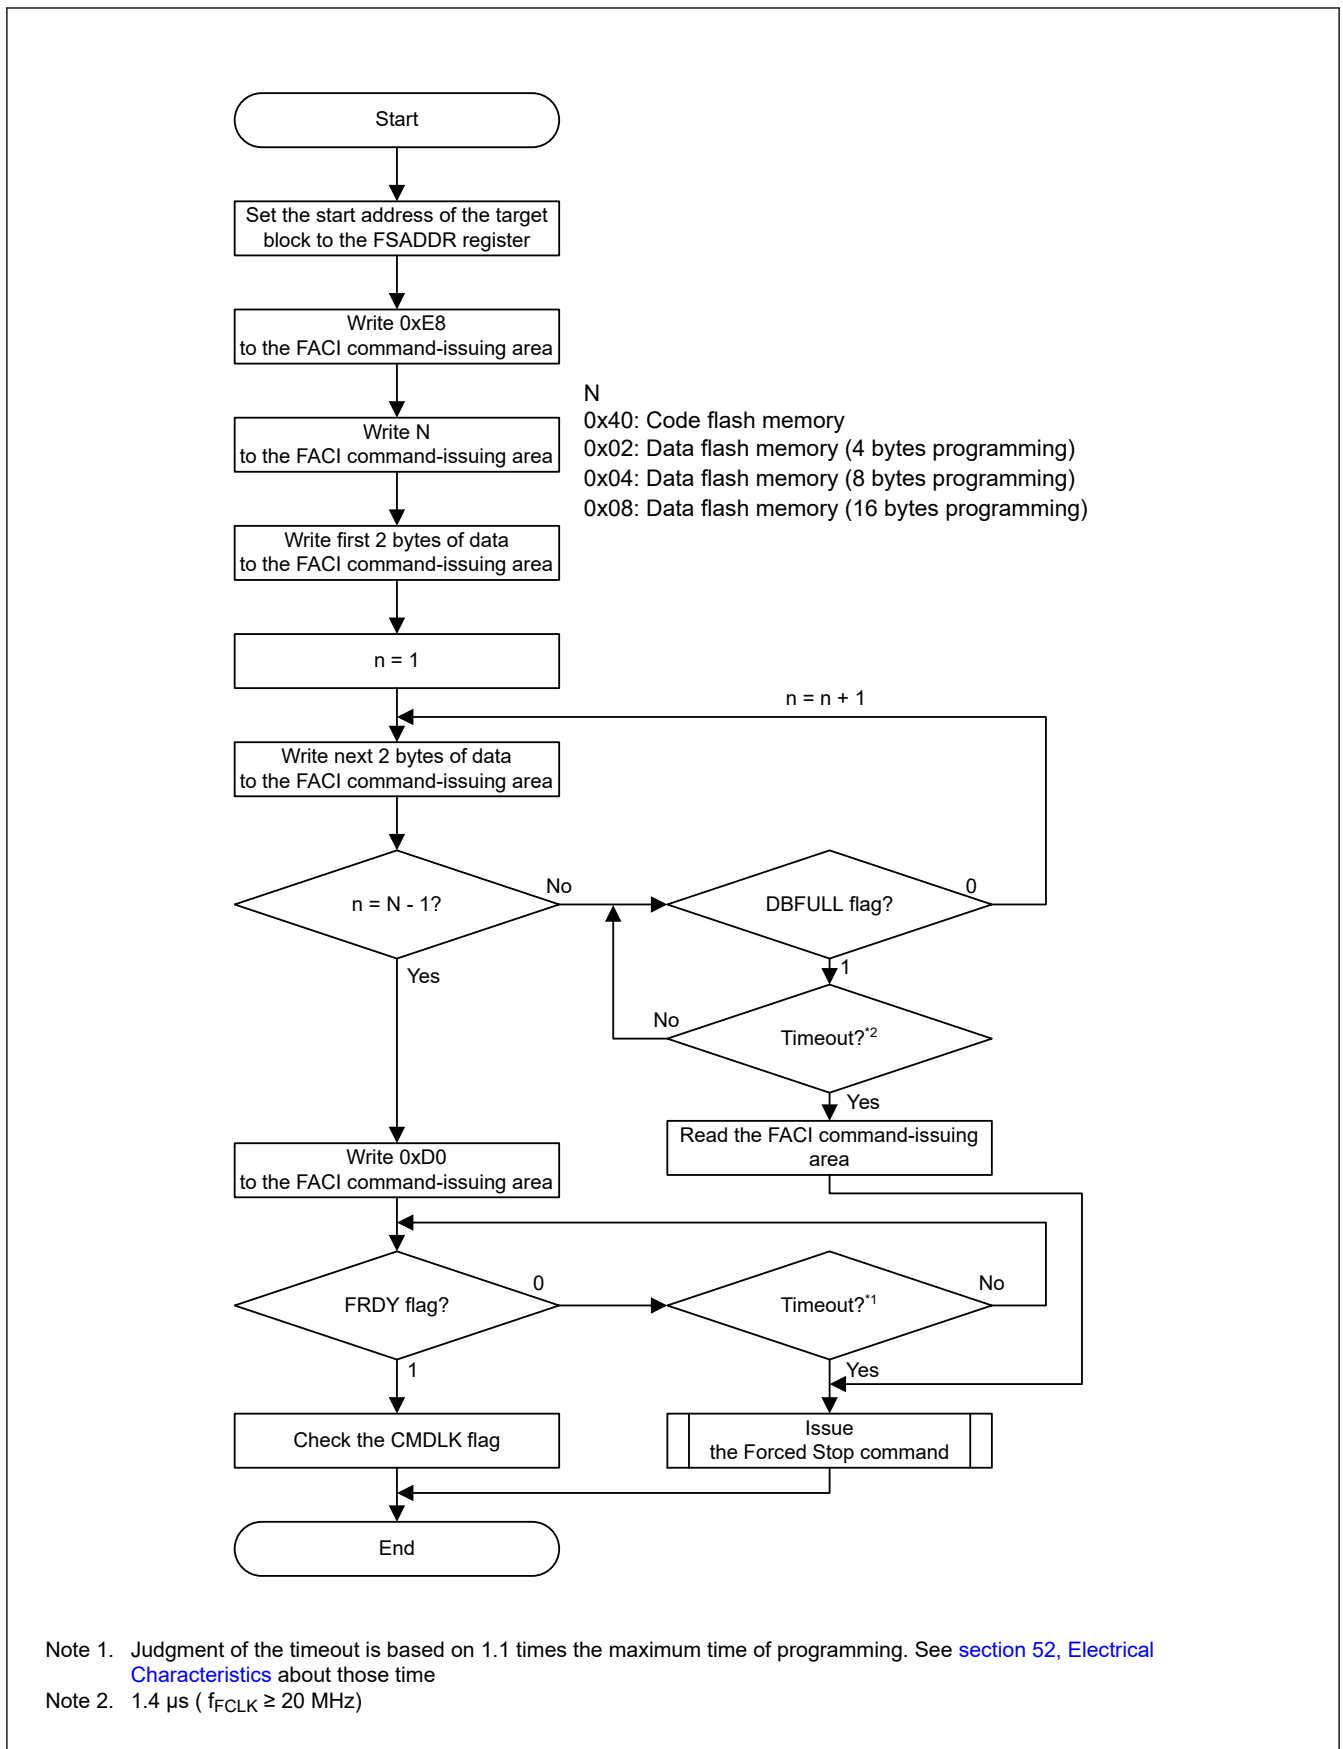 Start
Set the start address of the target
block to the FSADDR register
Write 0xE8
to the FACI command-issuing area
Write N
to the FACI command-issuing area
N
0x40: Code flash memory
0x02: Data flash memory (4 bytes programming)
0x04: Data flash memory (8 bytes programming)
0x08: Data flash memory (16 bytes programming)
Write first 2 bytes of data
to the FACI command-issuing area
n = 1
n = n + 1
Write next 2 bytes of data
to the FACI command-issuing area
n = N - 1?
No
DBFULL flag?
0
Yes
1
No
Timeout?*2
Yes
Read the FACI command-issuing
area
Write 0xD0
to the FACI command-issuing area
FRDY flag?
0
Timeout?*1
No
1
Yes
Check the CMDLK flag
Issue
the Forced Stop command
End
Note 1. Judgment of the timeout is based on 1.1 times the maximum time of programming. See section 52, Electrical
Characteristics about those time
Note 2. 1.4 µs ( fFCLK ≥ 20 MHz)